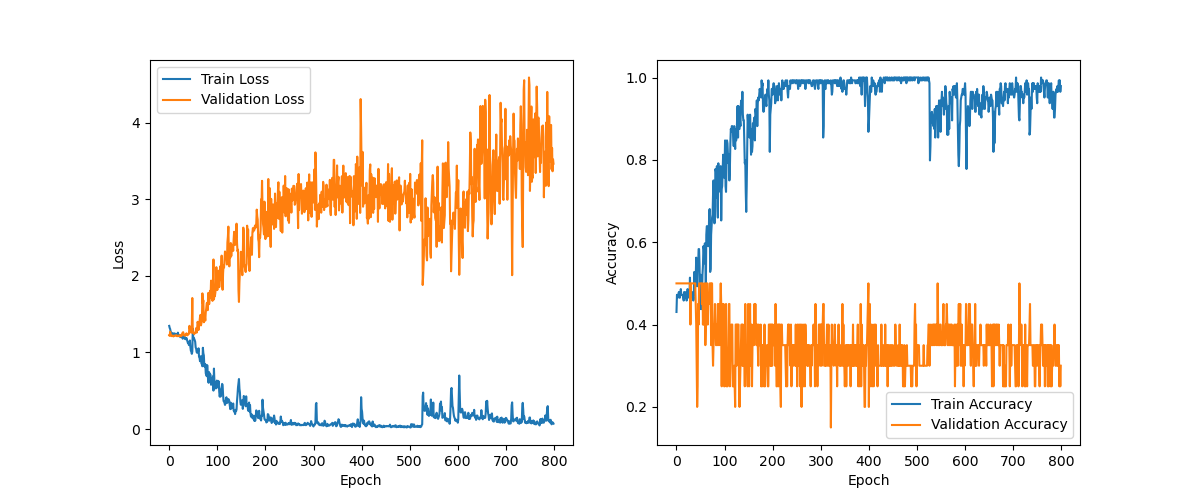 Train Loss
Validation Loss
4
3
2
1
0
Loss
0 100 200 300 400 500 600 700 800
Epoch
1.0
0.8
0.6
0.4
0.2
Accuracy
Train Accuracy
Validation Accuracy
0 100 200 300 400 500 600 700 800
Epoch